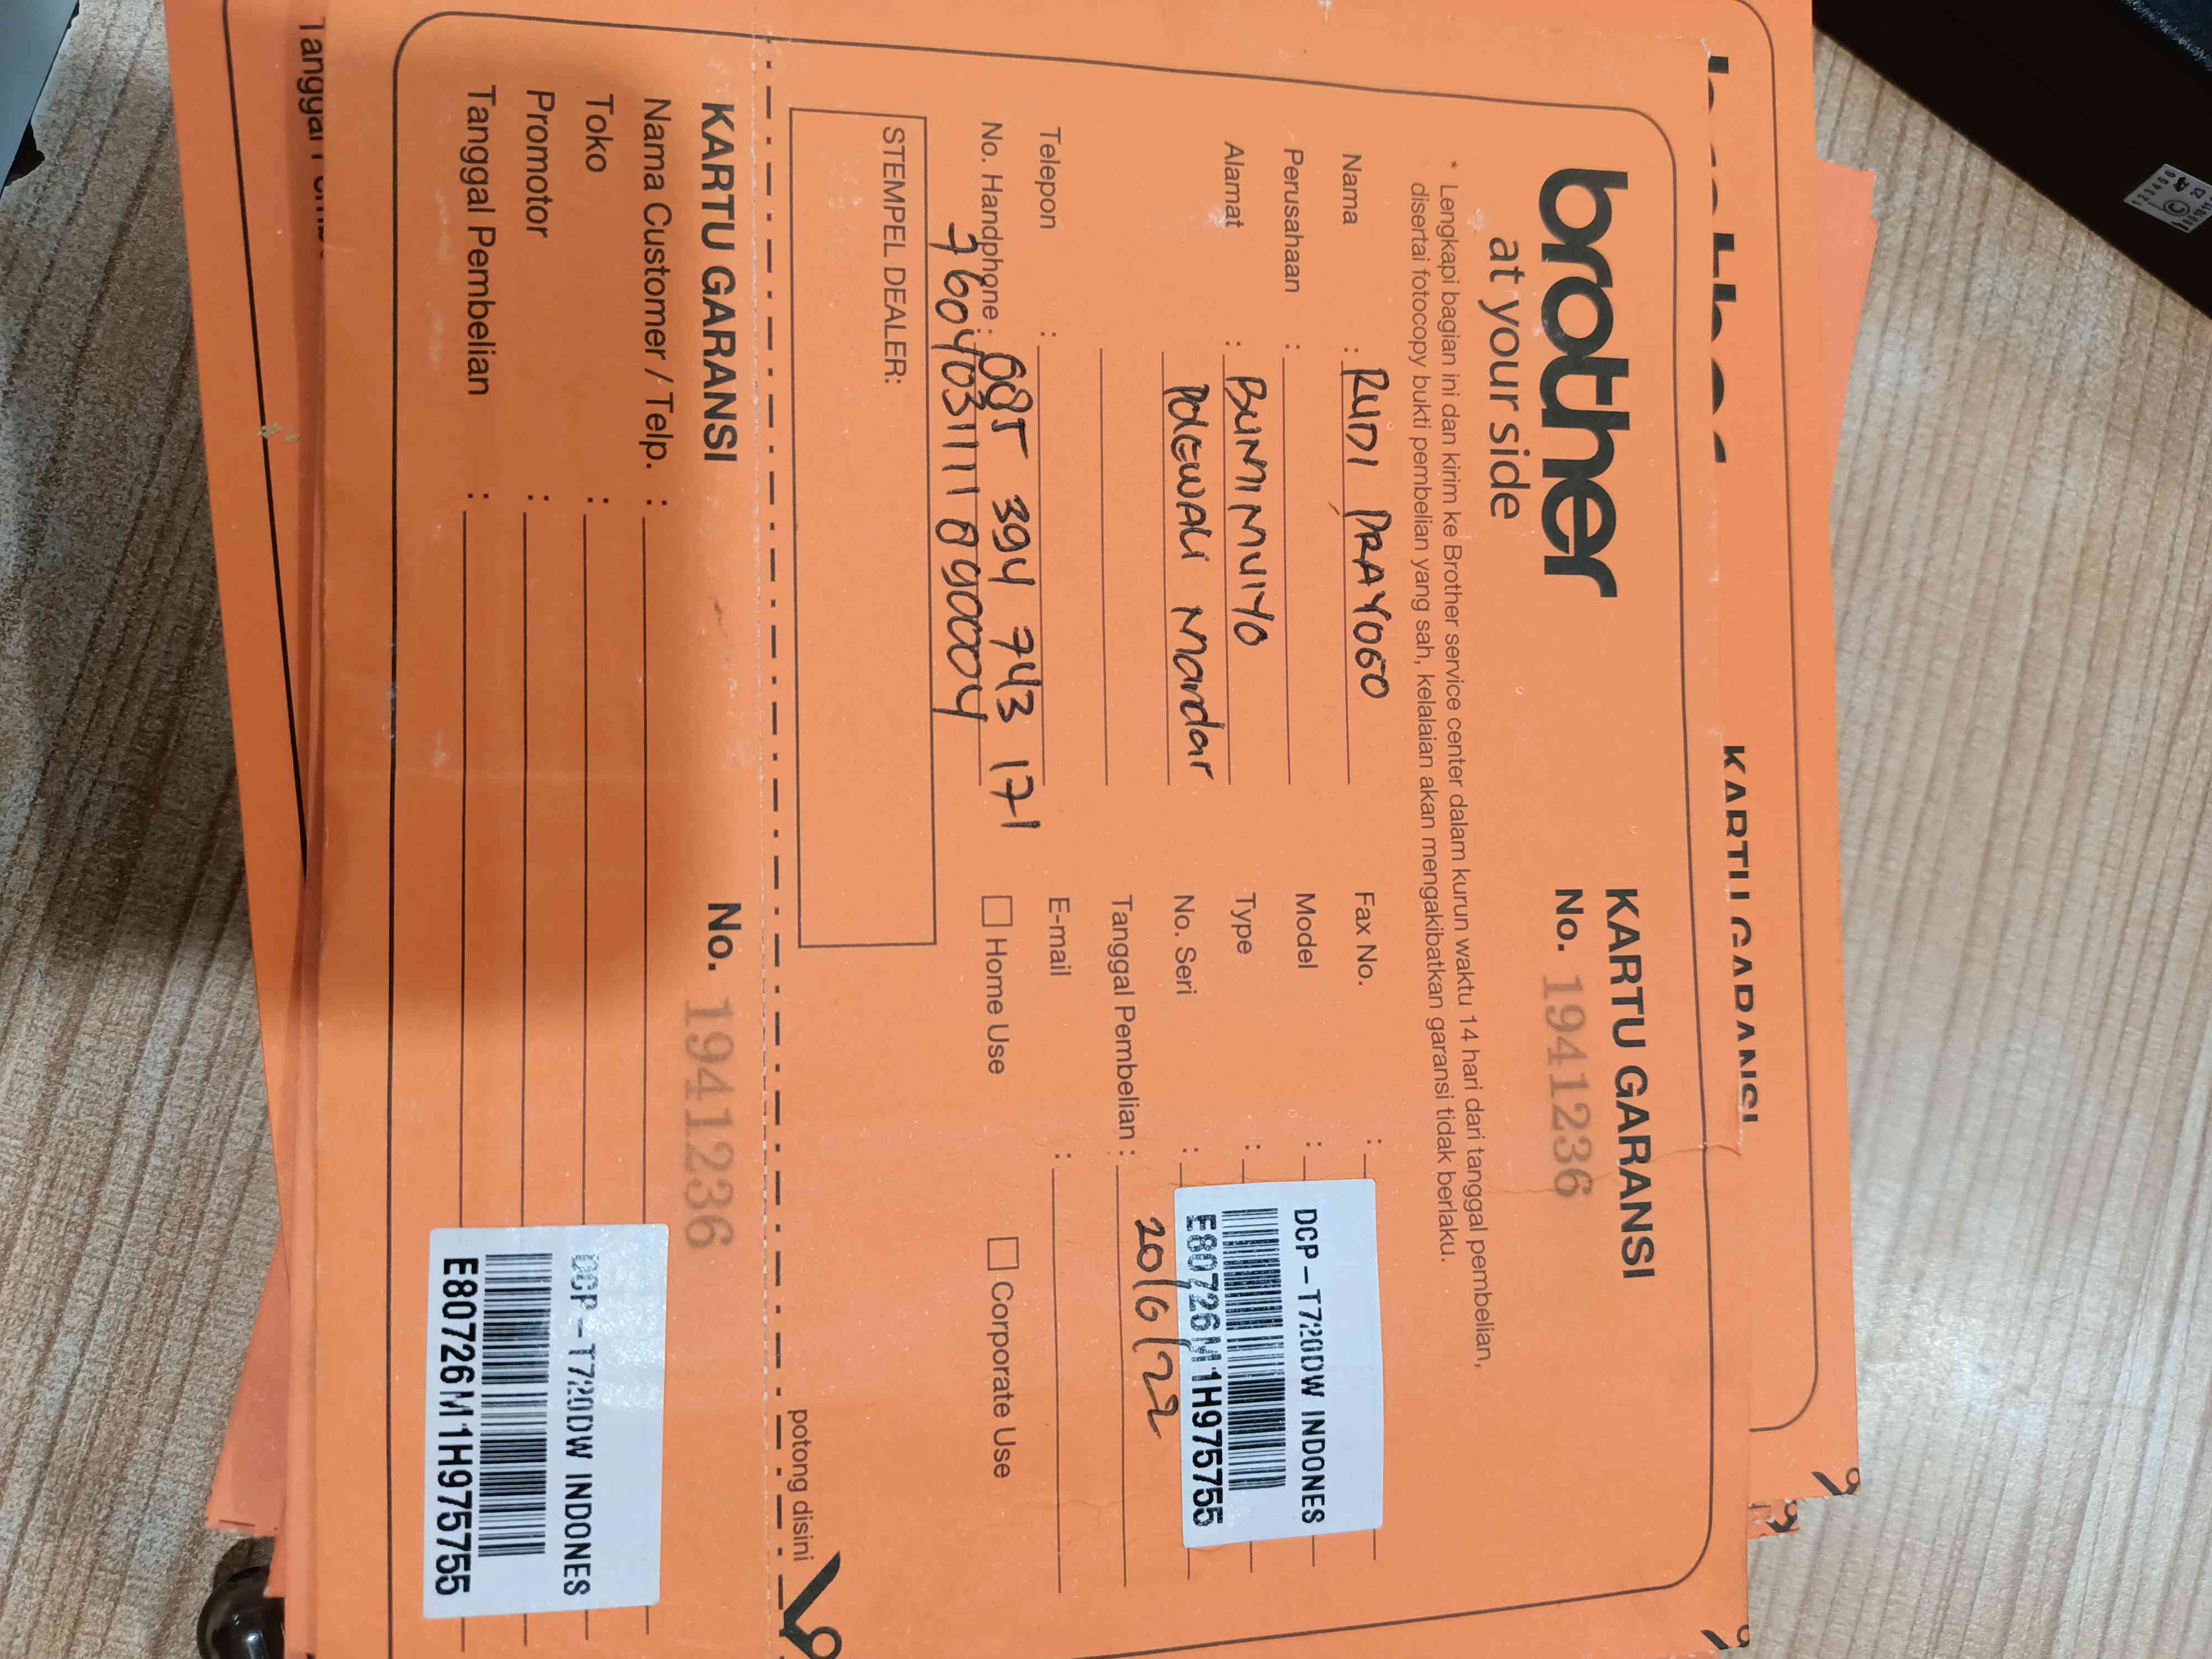 KARTU GARANSI
brother
at your side
KARTU GARANSI
No. 1941236
* Lengkapi bagian ini dan kirim ke Brother service center dalam kurun waktu 14 hari dari tanggal pembelian,
disertai fotocopy bukti pembelian yang sah, kelalaian akan mengakibatkan garansi tidak berlaku.
Nama : RUDI PRAYOGO
Perusahaan :
Alamat : BUMIMULYO
POLEWALI Mandar
Telepon :
No. Handphone : 085 394 743 171
7604031111890004
STEMPEL DEALER:
Fax No. :
Model :
Type :
No. Seri :
DCP-T720DW INDONES
E80726M1H975755
Tanggal Pembelian : 20/6/22
E-mail :
Home Use
Corporate Use
potong disini
KARTU GARANSI
No. 1941236
Nama Customer / Telp. :
Toko :
Promotor :
Tanggal Pembelian :
DCP-T720DW INDONES
E80726M1H975755